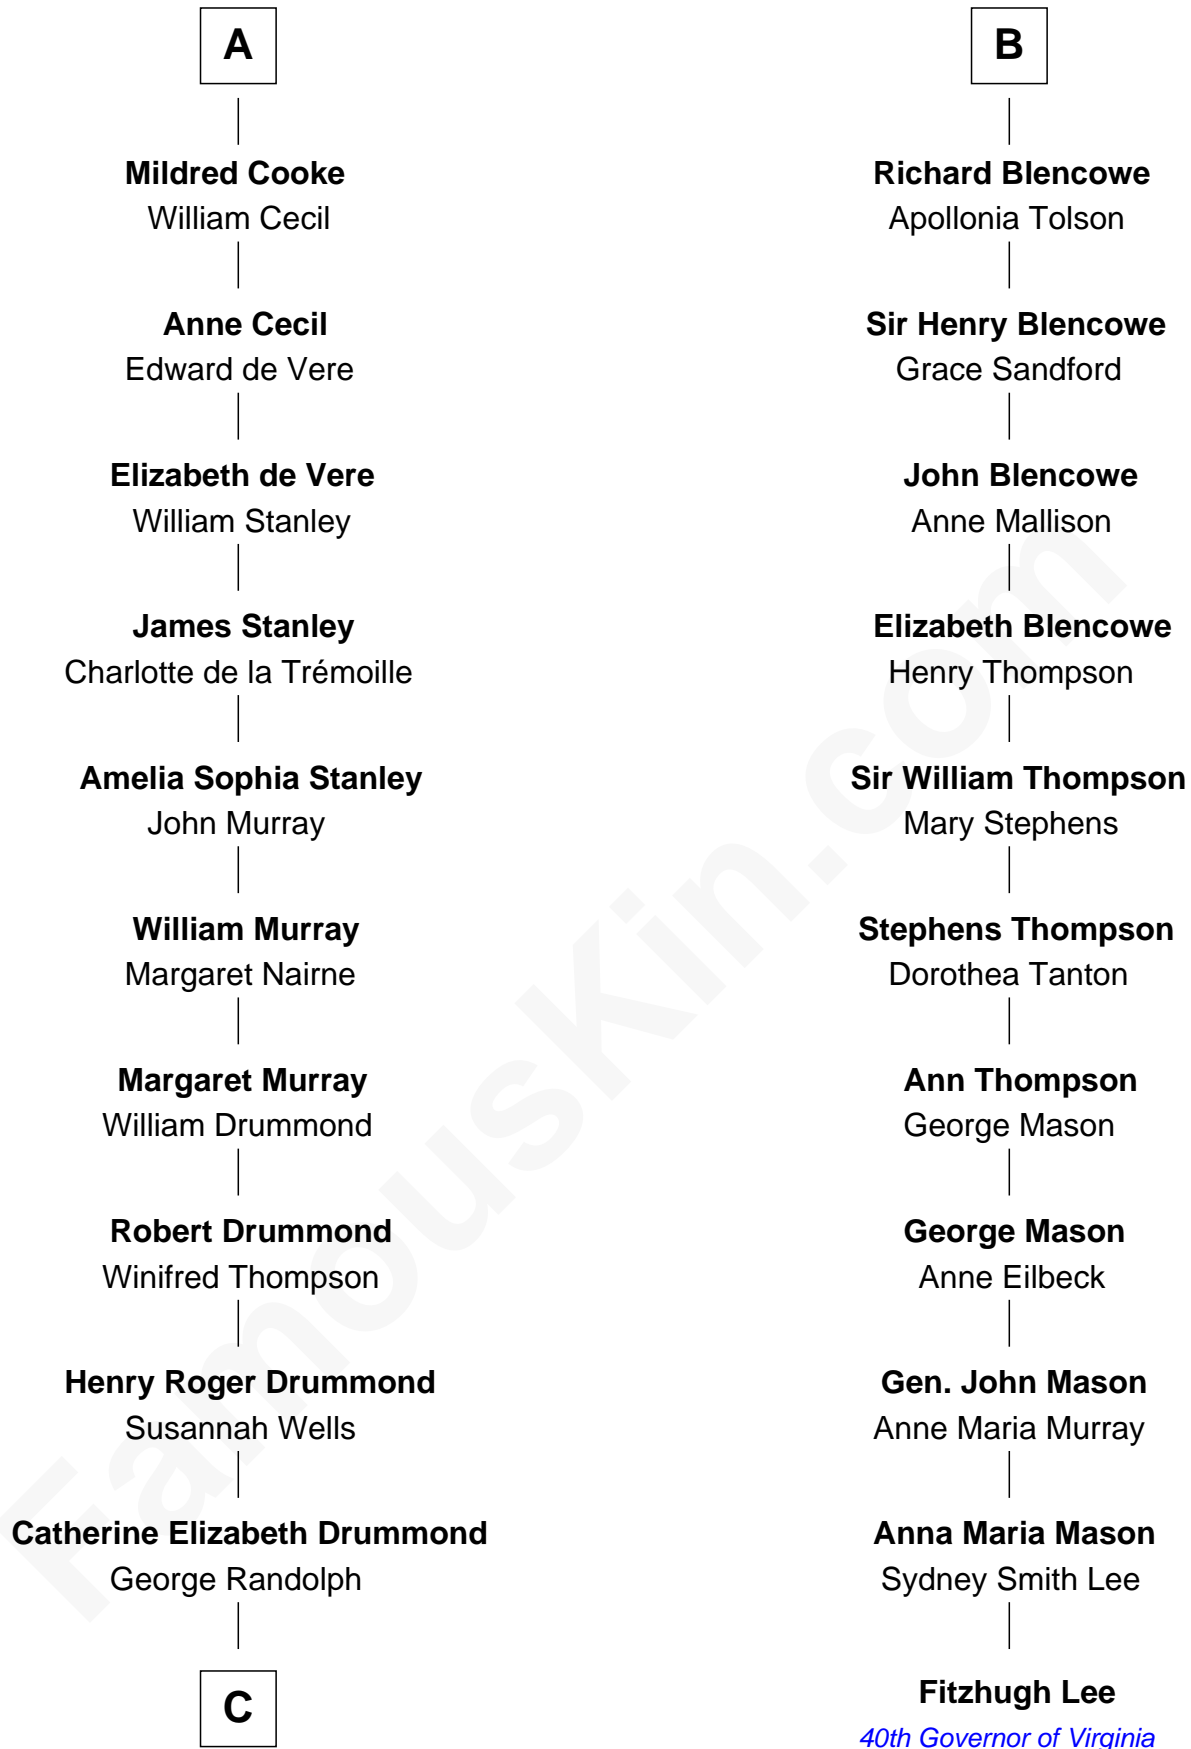 A
Mildred Cooke
William Cecil
Anne Cecil
Edward de Vere
Elizabeth de Vere
William Stanley
James Stanley
Charlotte de la Trémoille
Amelia Sophia Stanley
John Murray
William Murray
Margaret Nairne
Margaret Murray
William Drummond
Robert Drummond
Winifred Thompson
Henry Roger Drummond
Susannah Wells
Catherine Elizabeth Drummond
George Randolph
C
B
Richard Blencowe
Apollonia Tolson
Sir Henry Blencowe
Grace Sandford
John Blencowe
Anne Mallison
Elizabeth Blencowe
Henry Thompson
Sir William Thompson
Mary Stephens
Stephens Thompson
Dorothea Tanton
Ann Thompson
George Mason
George Mason
Anne Eilbeck
Gen. John Mason
Anne Maria Murray
Anna Maria Mason
Sydney Smith Lee
Fitzhugh Lee
40th Governor of Virginia
FamousKin.com